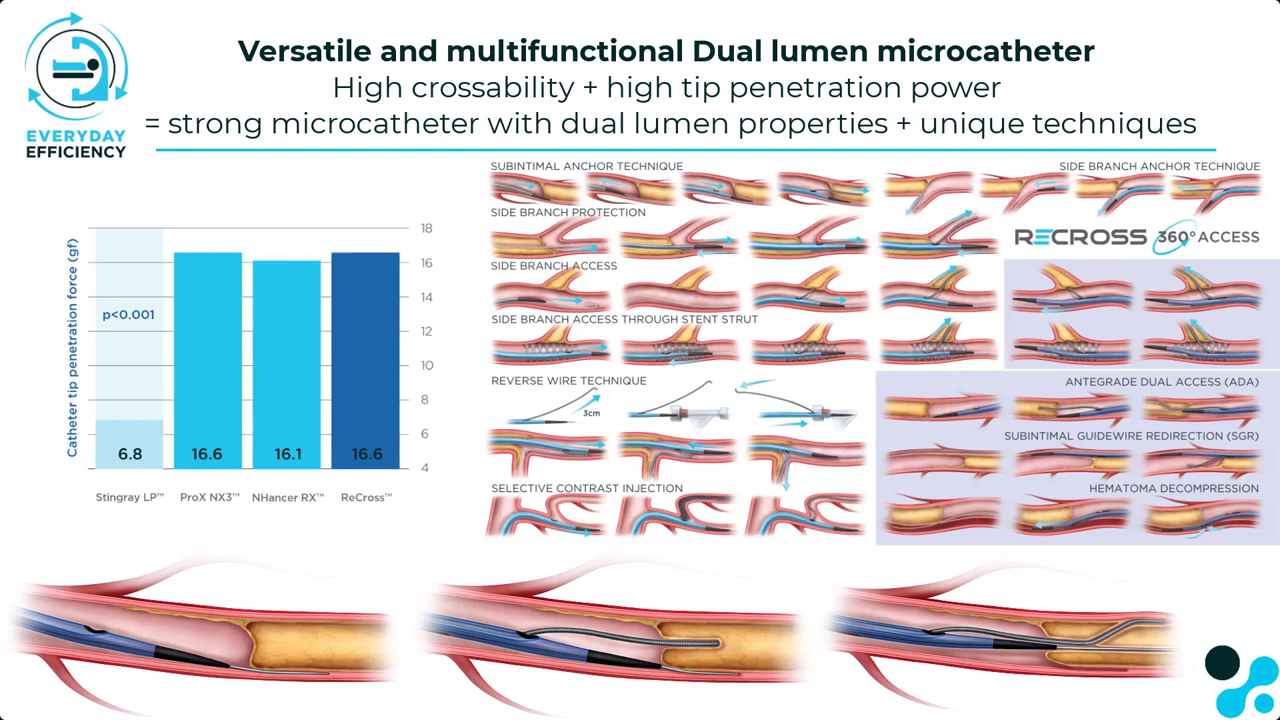 Versatile and multifunctional Dual lumen microcatheter
High crossability + high tip penetration power
= strong microcatheter with dual lumen properties + unique techniques
EVERYDAY
EFFICIENCY
Catheter tip penetration force (gf)
18
16
14
12
10
8
6
4
p<0.001
6.8
16.6
16.1
16.6
Stingray LP™
ProX NX3™
NHancer RX™
ReCross™
SUBINTIMAL ANCHOR TECHNIQUE
SIDE BRANCH ANCHOR TECHNIQUE
SIDE BRANCH PROTECTION
RECROSS 360° ACCESS
SIDE BRANCH ACCESS
SIDE BRANCH ACCESS THROUGH STENT STRUT
REVERSE WIRE TECHNIQUE
3cm
ANTEGRADE DUAL ACCESS (ADA)
SUBINTIMAL GUIDEWIRE REDIRECTION (SGR)
SELECTIVE CONTRAST INJECTION
HEMATOMA DECOMPRESSION